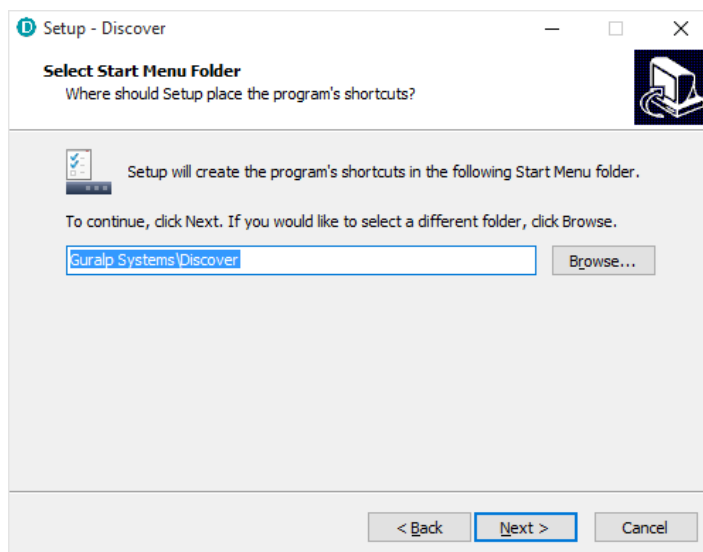 Setup - Discover
Select Start Menu Folder
Where should Setup place the program's shortcuts?
Setup will create the program's shortcuts in the following Start Menu folder.
To continue, click Next. If you would like to select a different folder, click Browse.
Guralp Systems\Discover
Browse...
< Back
Next >
Cancel